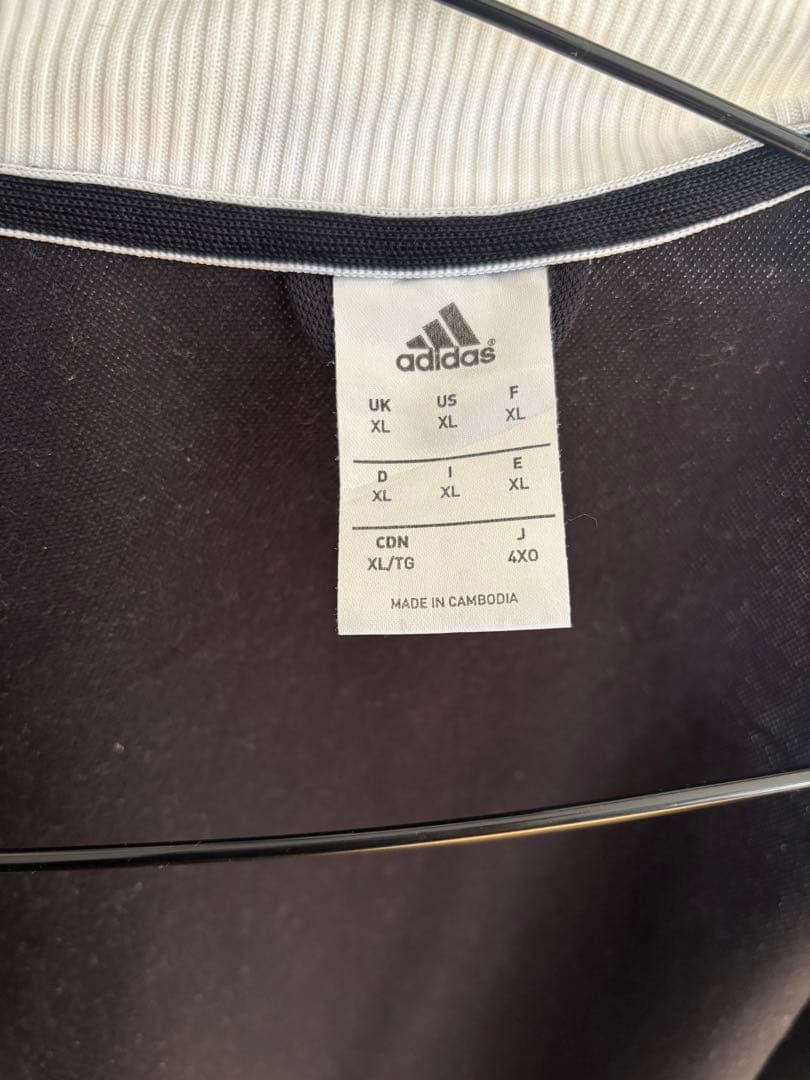 adidas®
UK US F
XL XL XL
D I E
XL XL XL
CDN J
XL/TG 4XO
MADE IN CAMBODIA